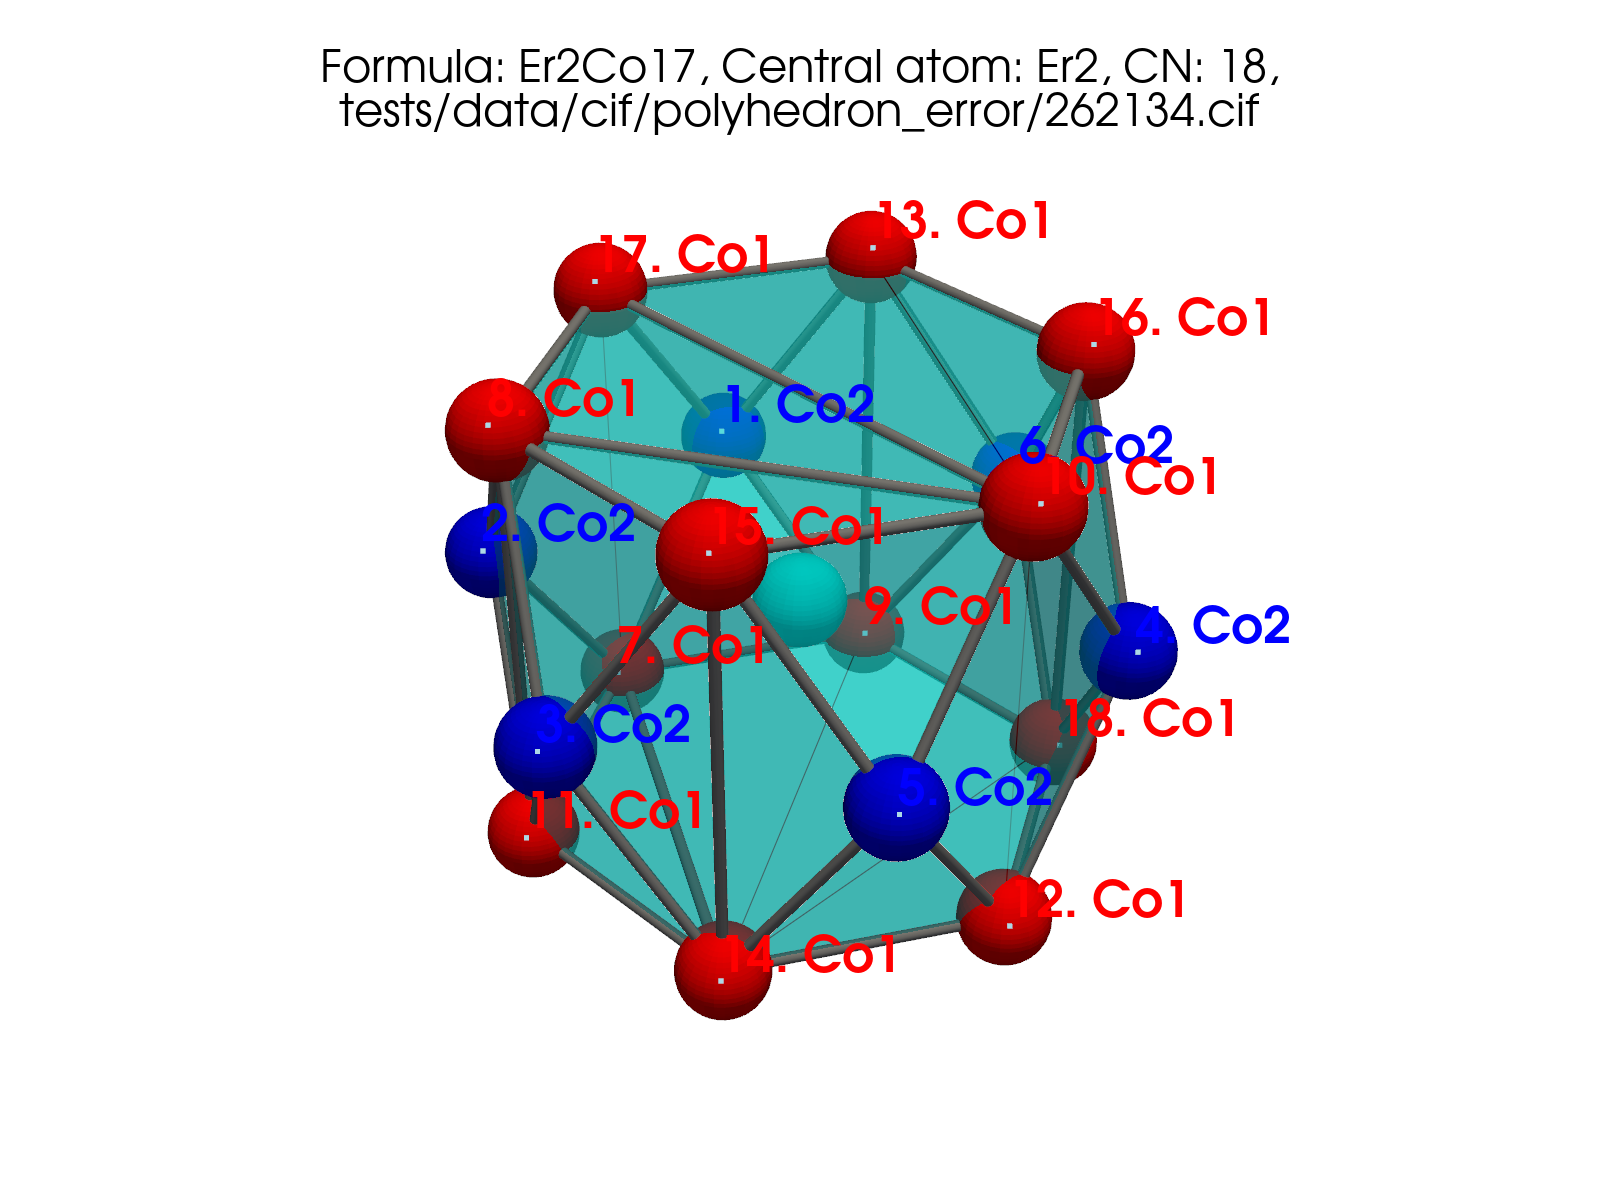 Formula: Er2Co17, Central atom: Er2, CN: 18,
tests/data/cif/polyhedron_error/262134.cif
13. Co1
17. Co1
16. Co1
8. Co1
1. Co2
6. Co2
10. Co1
2. Co2
15. Co1
9. Co1
4. Co2
7. Co1
3. Co2
18. Co1
5. Co2
11. Co1
12. Co1
14. Co1